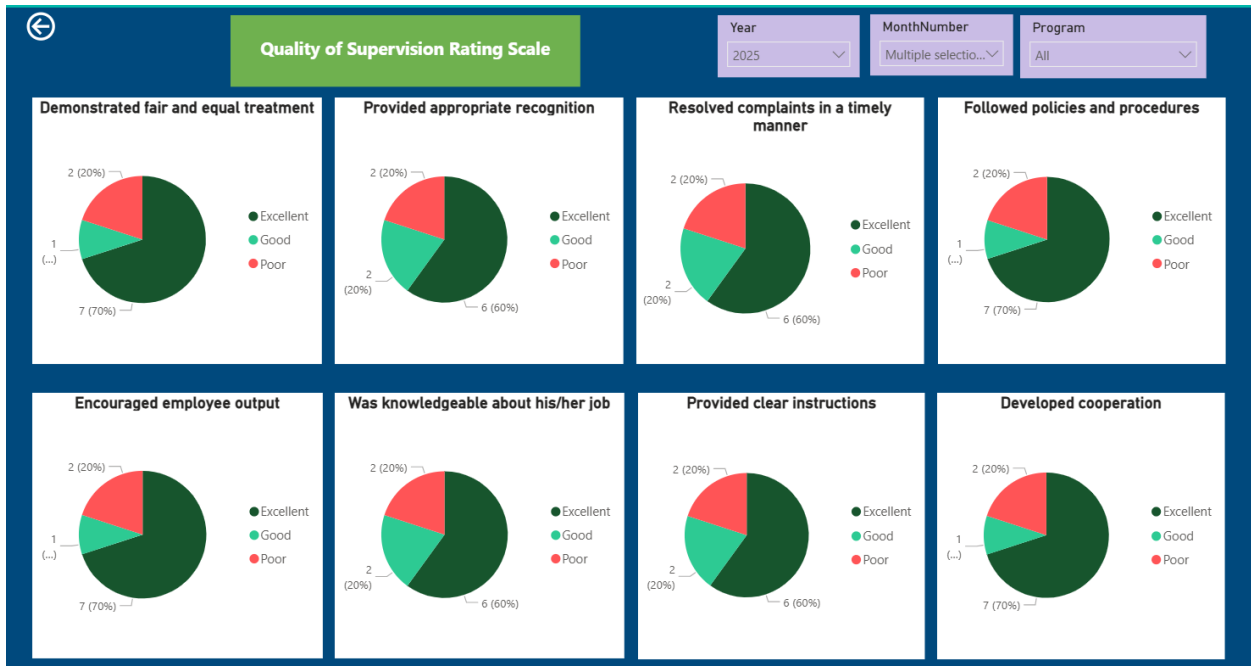 Quality of Supervision Rating Scale
Year
2025
MonthNumber
Multiple selectio...
Program
All
Demonstrated fair and equal treatment
2 (20%)
1
(...)
7 (70%)
Excellent
Good
Poor
Provided appropriate recognition
2 (20%)
2
(20%)
6 (60%)
Excellent
Good
Poor
Resolved complaints in a timely
manner
2 (20%)
2
(20%)
6 (60%)
Excellent
Good
Poor
Followed policies and procedures
2 (20%)
1
(...)
7 (70%)
Excellent
Good
Poor
Encouraged employee output
2 (20%)
1
(...)
7 (70%)
Excellent
Good
Poor
Was knowledgeable about his/her job
2 (20%)
2
(20%)
6 (60%)
Excellent
Good
Poor
Provided clear instructions
2 (20%)
2
(20%)
6 (60%)
Excellent
Good
Poor
Developed cooperation
2 (20%)
1
(...)
7 (70%)
Excellent
Good
Poor